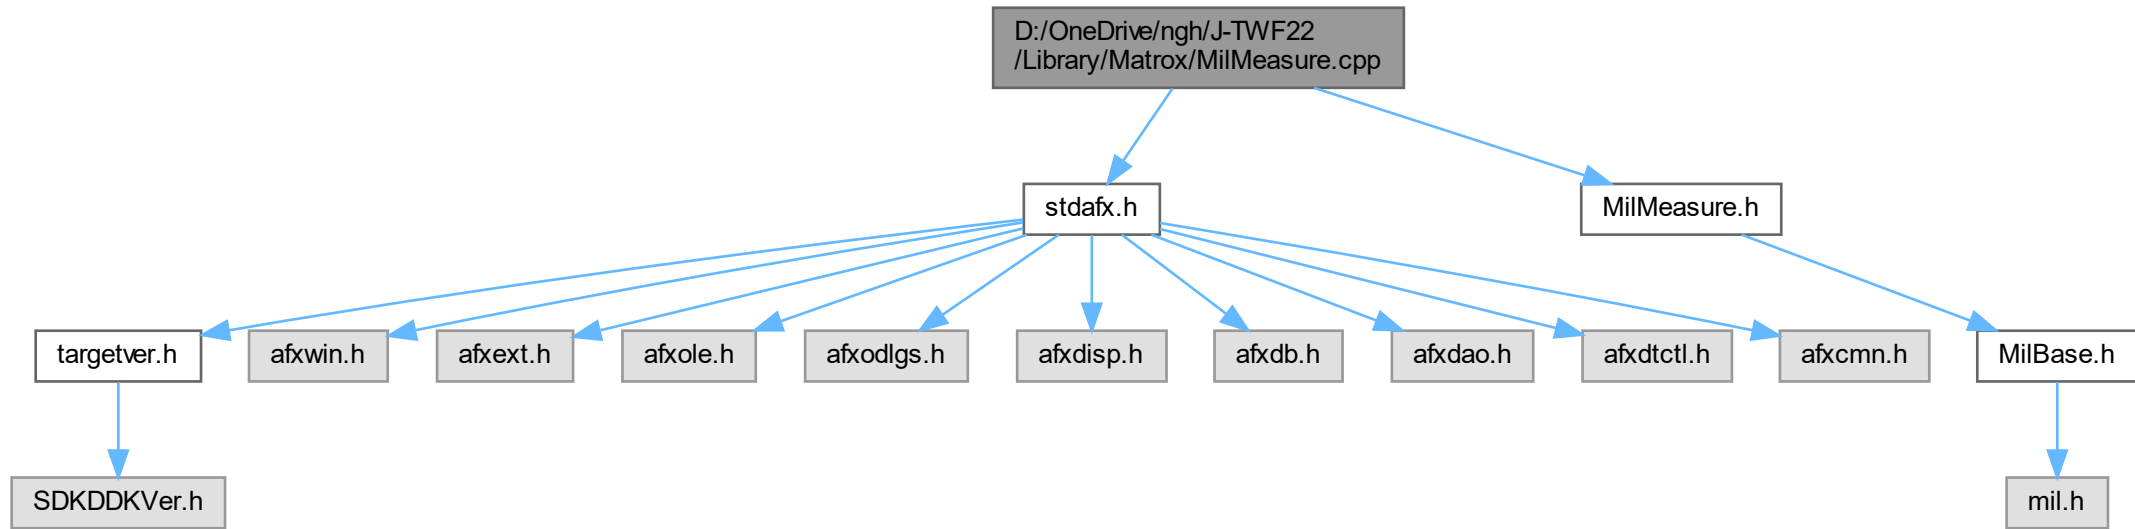 D:/OneDrive/ngh/J-TWF22
/Library/Matrox/MilMeasure.cpp
stdafx.h
MilMeasure.h
targetver.h
afxwin.h
afxext.h
afxole.h
afxodlgs.h
afxdisp.h
afxdb.h
afxdao.h
afxdtctl.h
afxcmn.h
MilBase.h
SDKDDKVer.h
mil.h